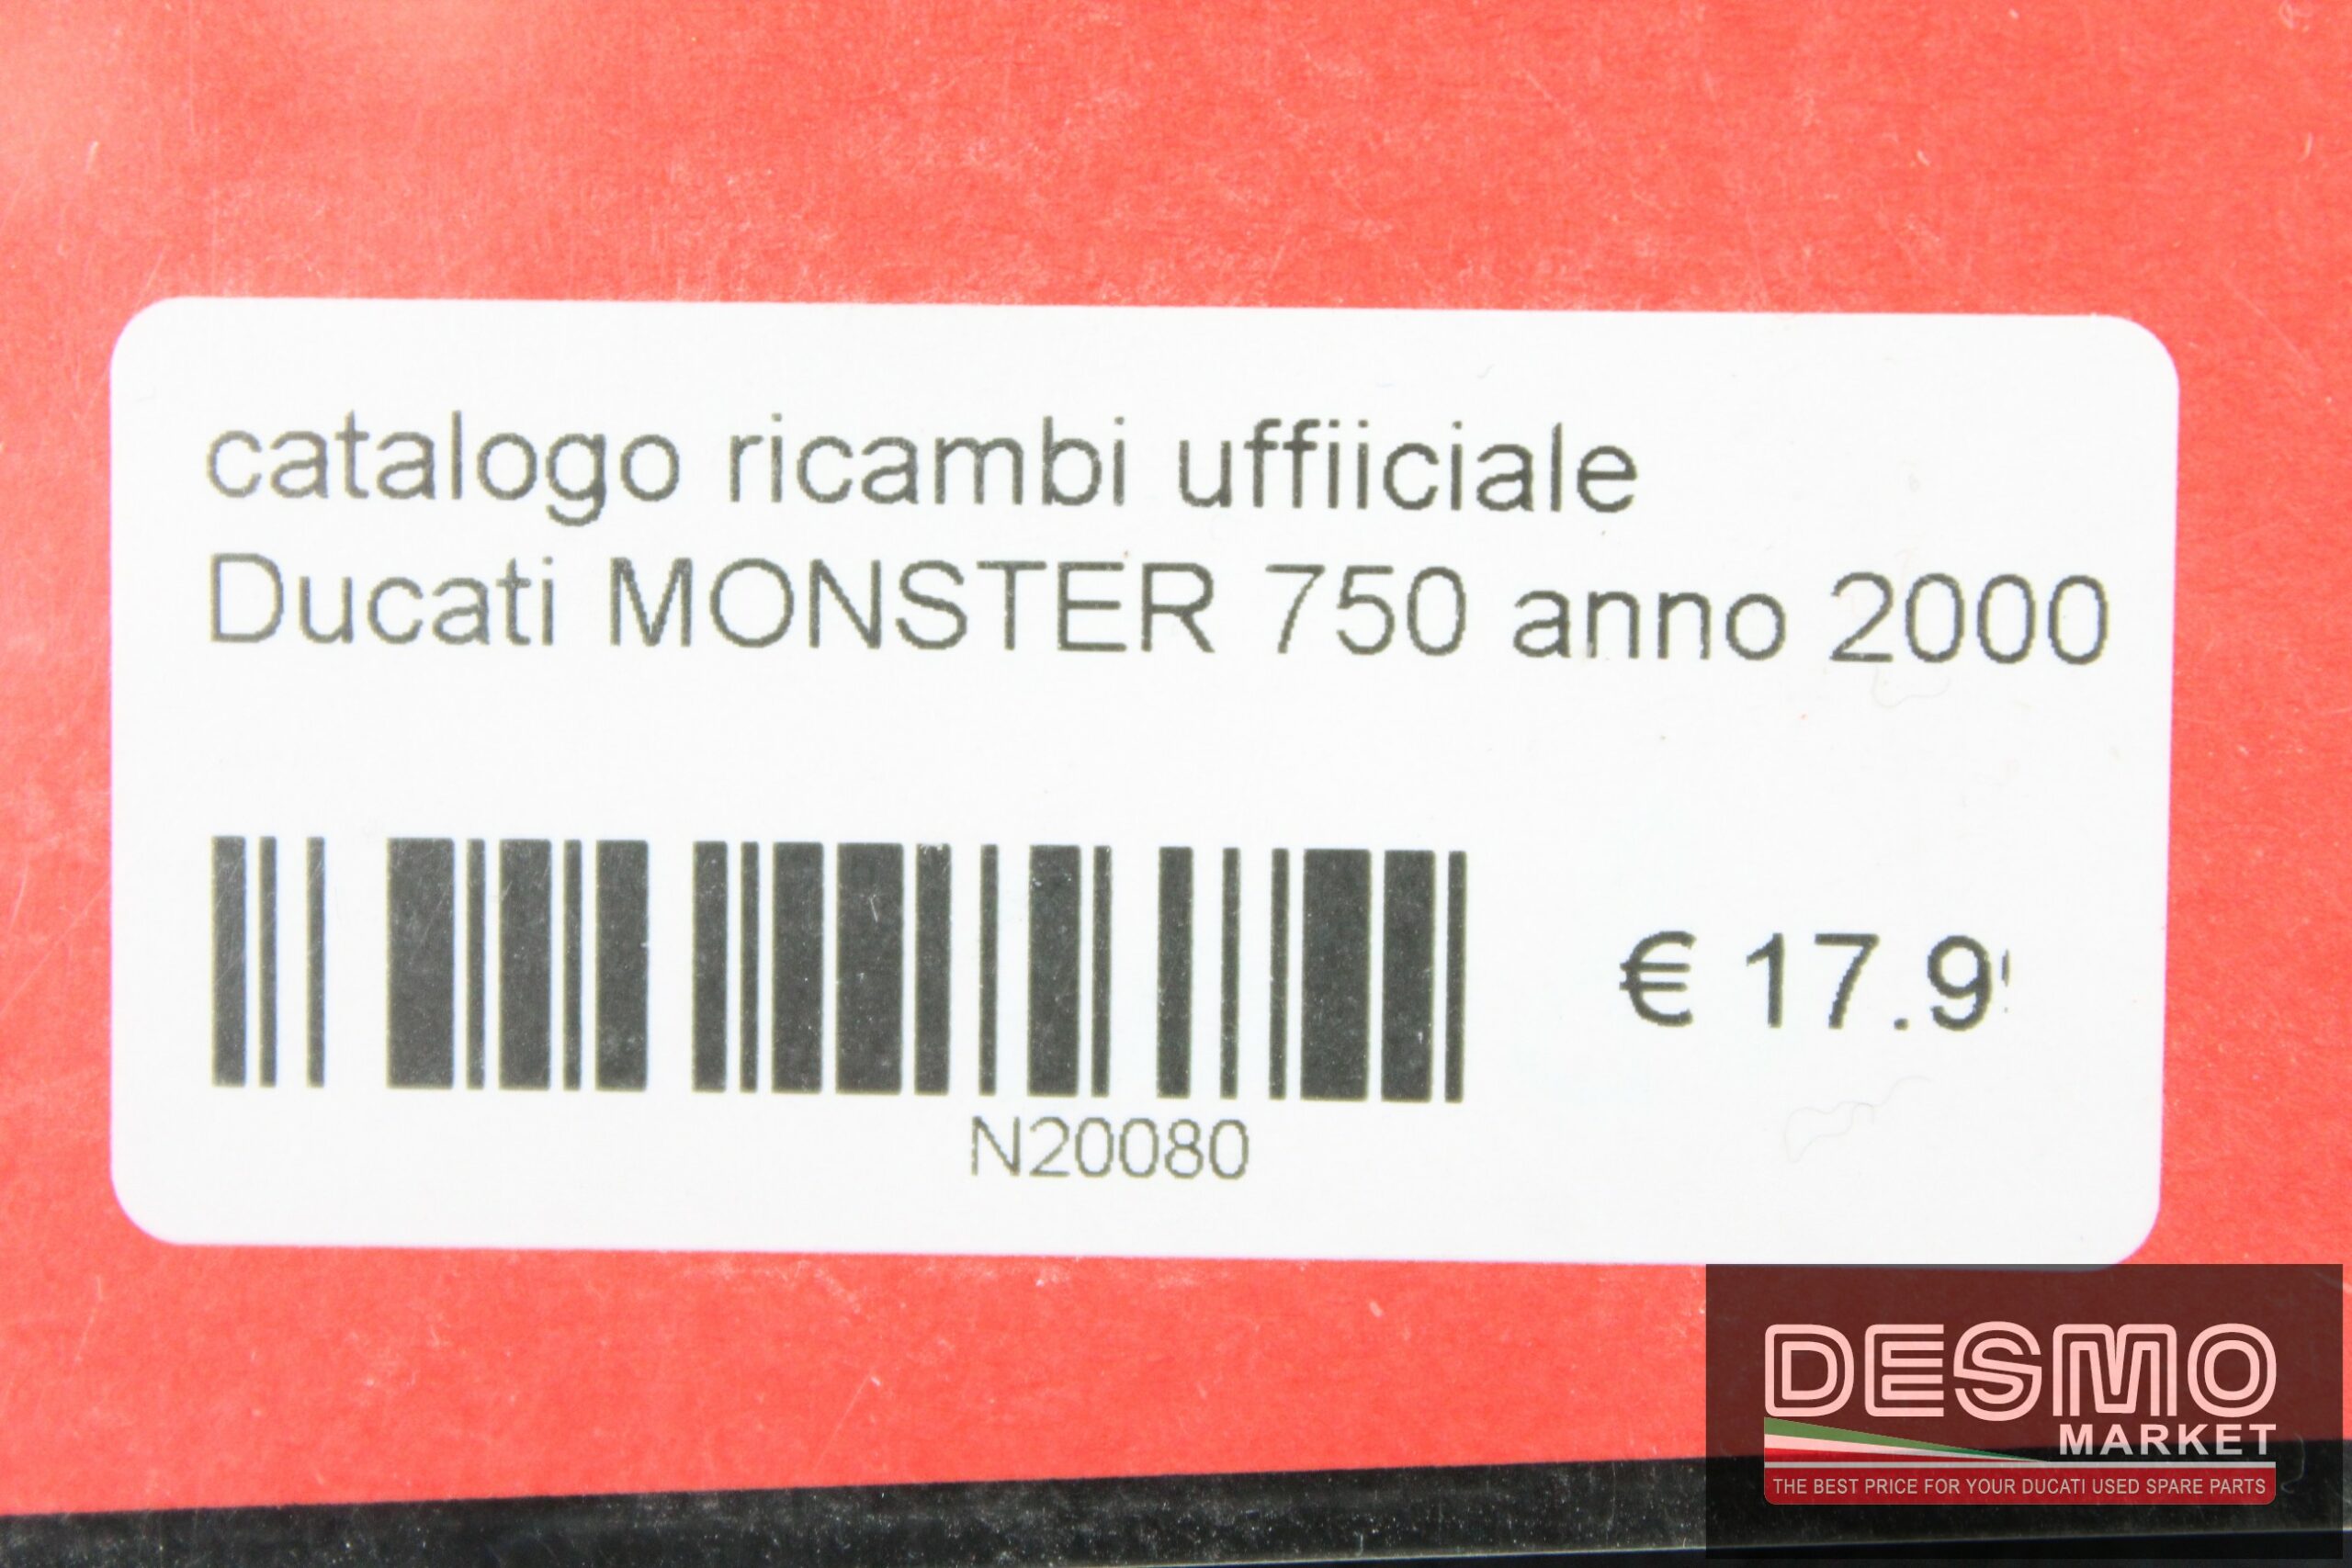 catalogo ricambi uffiiciale
Ducati MONSTER 750 anno 2000
€ 17.9
N20080
DESMO
MARKET
THE BEST PRICE FOR YOUR DUCATI USED SPARE PARTS